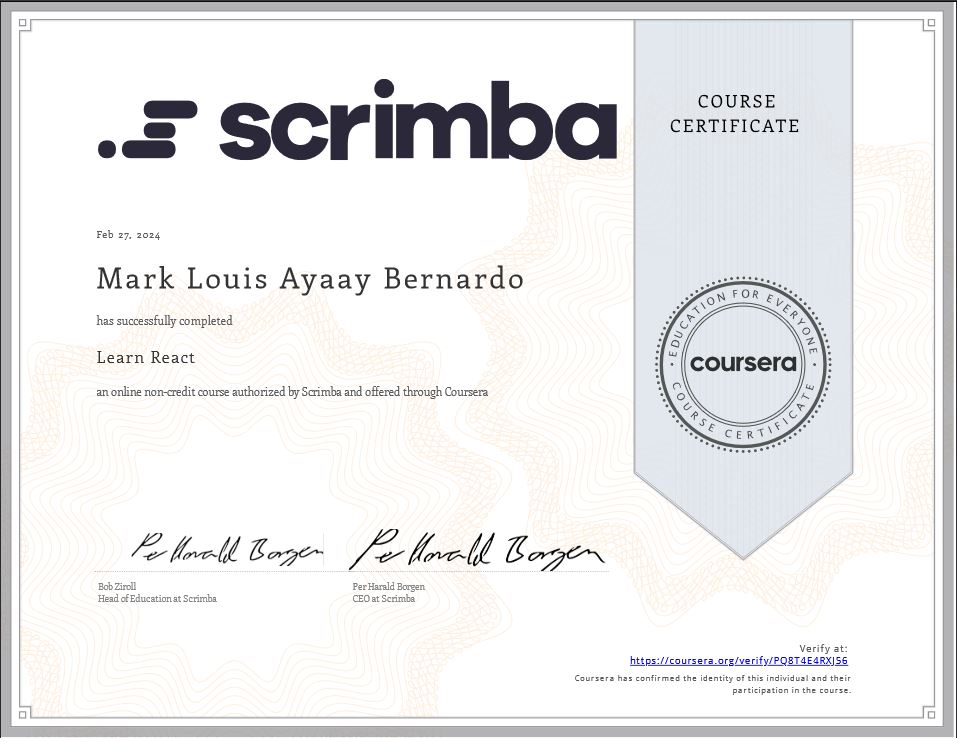 scrimba
COURSE
CERTIFICATE
Feb 27, 2024
Mark Louis Ayaay Bernardo
has successfully completed
Learn React
an online non-credit course authorized by Scrimba and offered through Coursera
EDUCATION FOR EVERYONE
coursera
COURSE CERTIFICATE
Per Harald Borgen
Per Harald Borgen
Bob Ziroll
Head of Education at Scrimba
Per Harald Borgen
CEO at Scrimba
Verify at:
https://coursera.org/verify/PQ8T4E4RXJ56
Coursera has confirmed the identity of this individual and their
participation in the course.